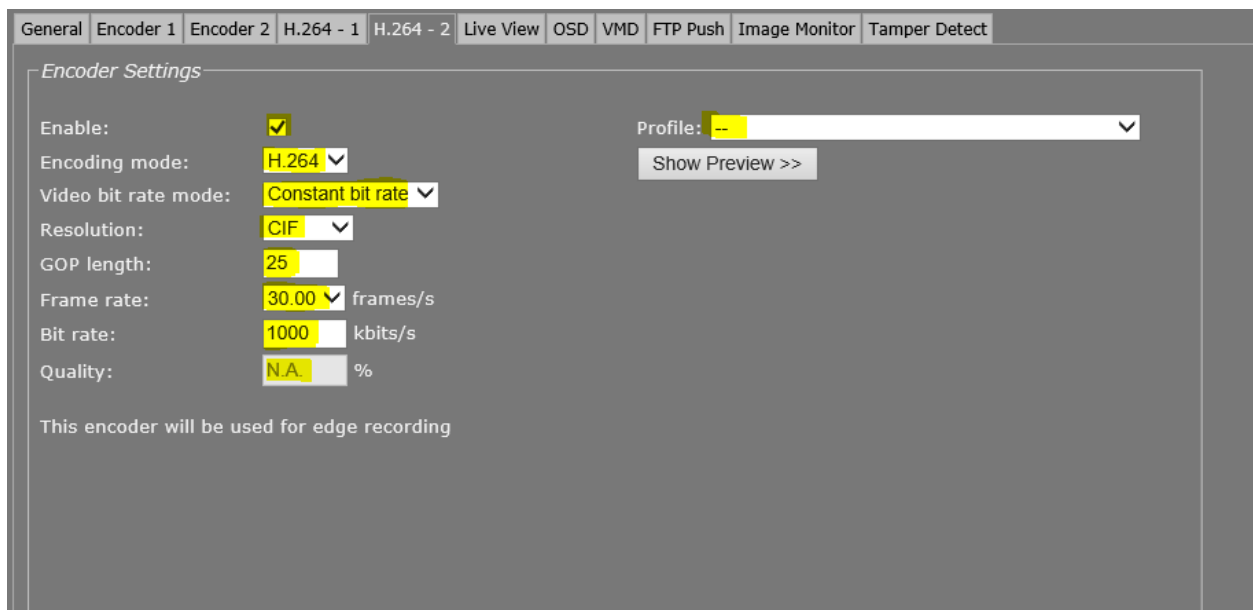 General Encoder 1 Encoder 2 H.264 - 1 H.264 - 2 Live View OSD VMD FTP Push Image Monitor Tamper Detect
Encoder Settings
Enable:
Profile: --
Encoding mode: H.264
Show Preview >>
Video bit rate mode: Constant bit rate
Resolution: CIF
GOP length: 25
Frame rate: 30.00 frames/s
Bit rate: 1000 kbits/s
Quality: N.A. %
This encoder will be used for edge recording